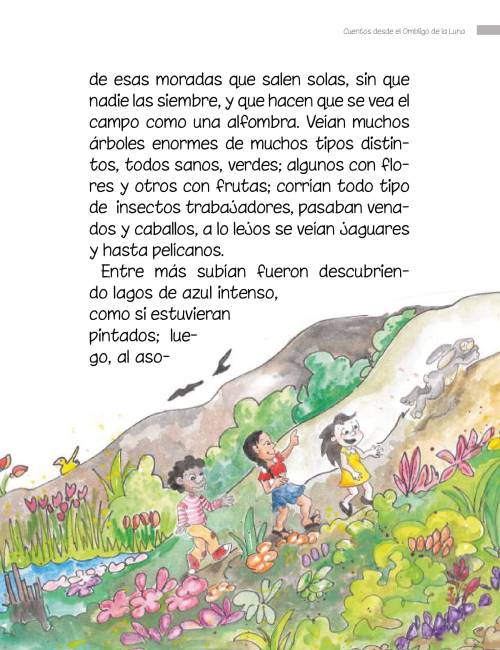 Cuentos desde el Ombligo de la Luna
de esas moradas que salen solas, sin que
nadie las siembre, y que hacen que se vea el
campo como una alfombra. Veían muchos
árboles enormes de muchos tipos distin-
tos, todos sanos, verdes; algunos con flo-
res y otros con frutas; corrían todo tipo
de insectos trabajadores, pasaban vena-
dos y caballos, a lo lejos se veían jaguares
y hasta pelícanos.
Entre más subían fueron descubrien-
do lagos de azul intenso,
como si estuvieran
pintados; lue-
go, al aso-